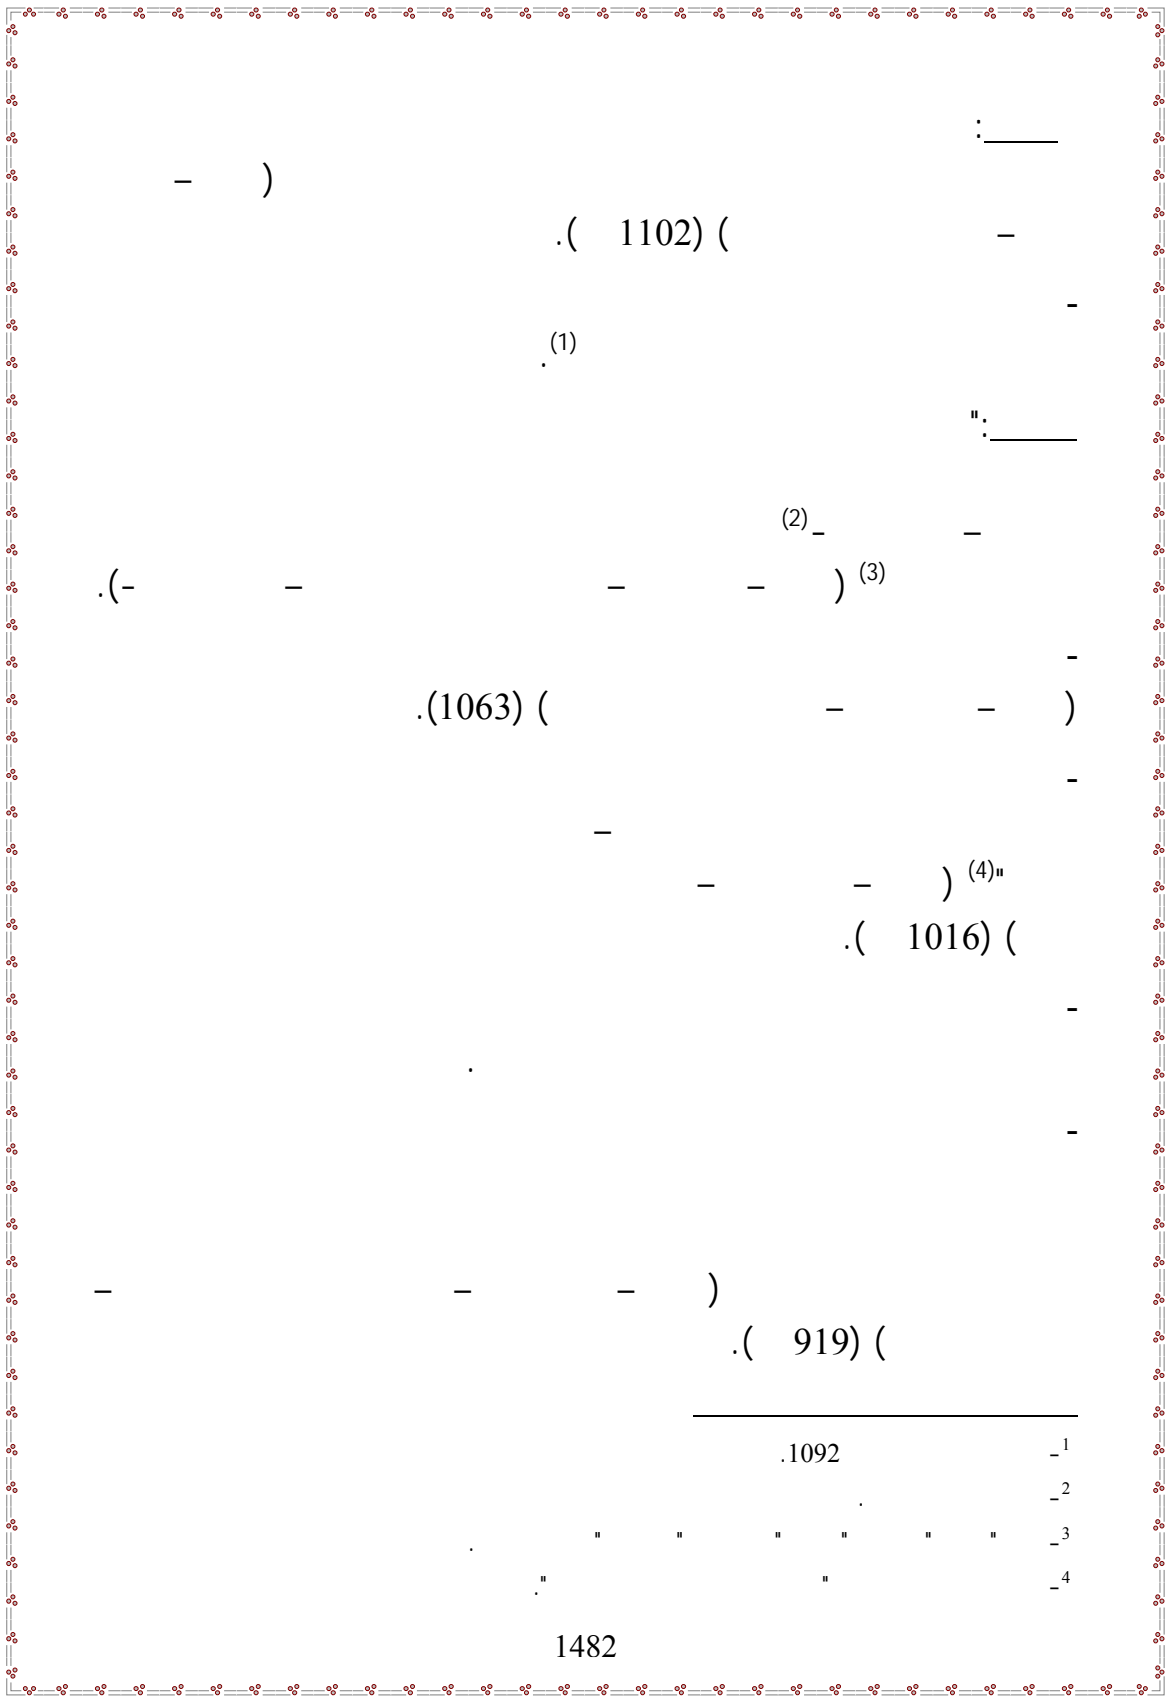 :
( –
– ) (1102 ).
-
(1).
:"
– -(2)
(3) ( – – – -).
-
( – – ) (1063).
-
–
"(4) ( – –
) (1016 ).
-
.
-
( – – –
) (919 ).
1- 1092.
2- .
3- " " " " " " .
4- " ".
1482